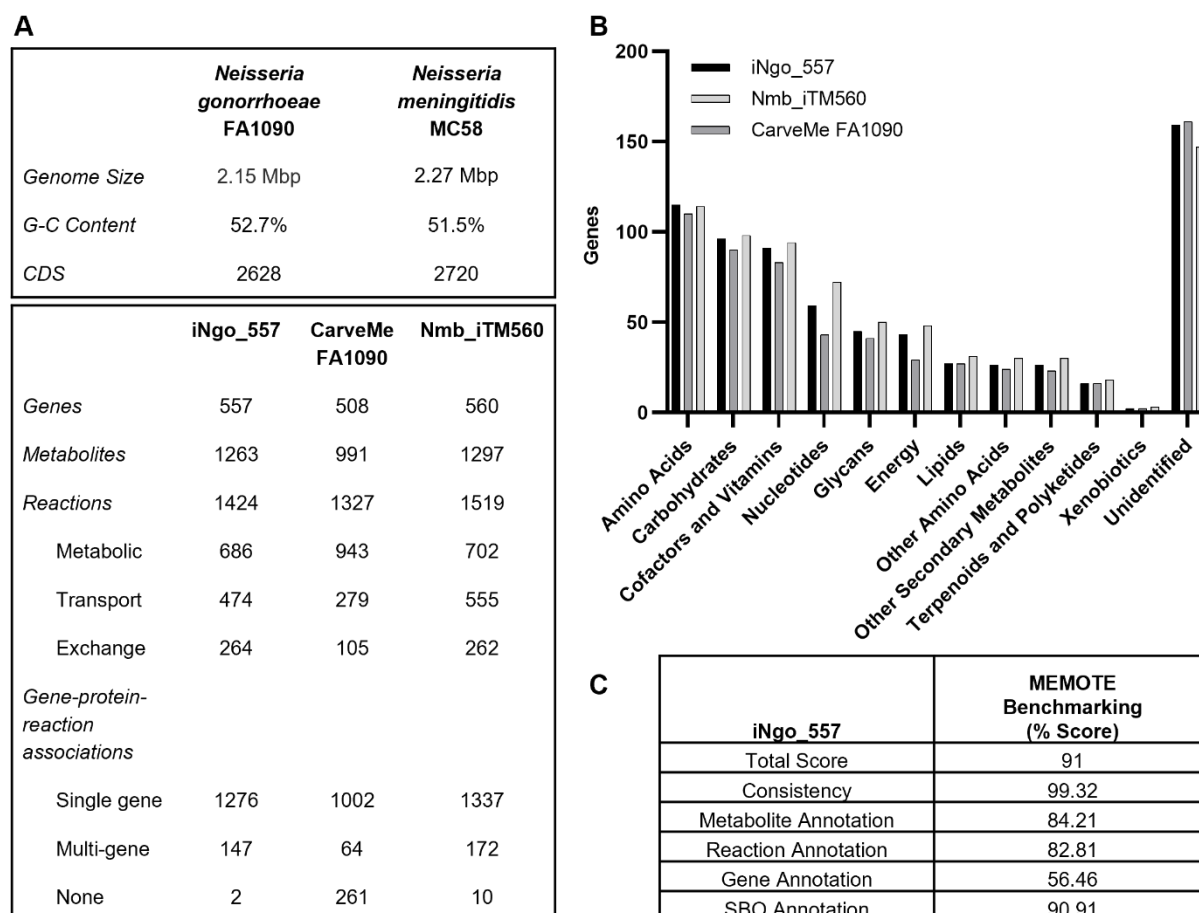 A
Neisseria gonorrhoeae FA1090 Neisseria meningitidis MC58
Genome Size 2.15 Mbp 2.27 Mbp
G-C Content 52.7% 51.5%
CDS 2628 2720
iNgo_557 CarveMe FA1090 Nmb_iTM560
Genes 557 508 560
Metabolites 1263 991 1297
Reactions 1424 1327 1519
Metabolic 686 943 702
Transport 474 279 555
Exchange 264 105 262
Gene-protein-
reaction
associations
Single gene 1276 1002 1337
Multi-gene 147 64 172
None 2 261 10
B
200
150
100
50
0
Genes
iNgo_557
Nmb_iTM560
CarveMe FA1090
Amino Acids
Carbohydrates
Cofactors and Vitamins
Nucleotides
Glycans
Energy
Lipids
Other Amino Acids
Other Secondary Metabolites
Terpenoids and Polyketides
Xenobiotics
Unidentified
C
iNgo_557 MEMOTE Benchmarking (% Score)
Total Score 91
Consistency 99.32
Metabolite Annotation 84.21
Reaction Annotation 82.81
Gene Annotation 56.46
SBO Annotation 90.91